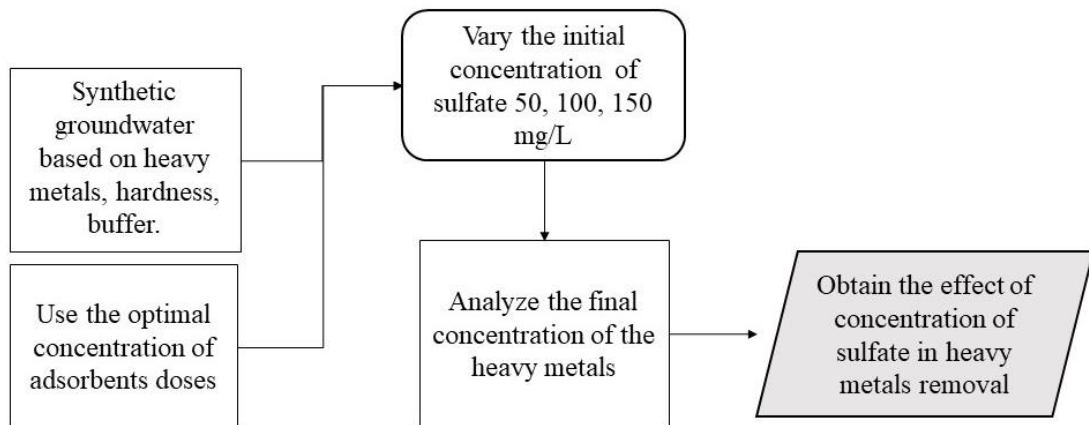 Synthetic
groundwater
based on heavy
metals, hardness,
buffer.
Use the optimal
concentration of
adsorbents doses
Vary the initial
concentration of
sulfate 50, 100, 150
mg/L
Analyze the final
concentration of the
heavy metals
Obtain the effect of
concentration of
sulfate in heavy
metals removal